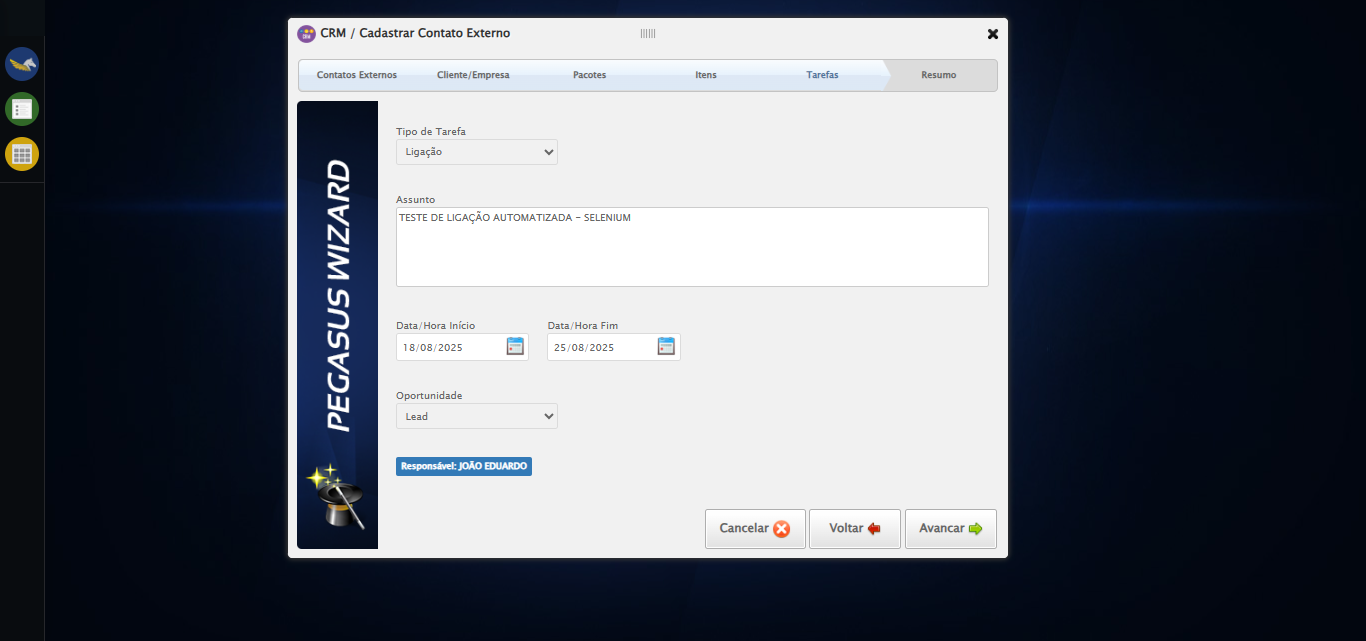 CRM / Cadastrar Contato Externo
Contatos Externos Cliente/Empresa Pacotes Itens Tarefas Resumo
PEGASUS WIZARD
Tipo de Tarefa
Ligação
Assunto
TESTE DE LIGAÇÃO AUTOMATIZADA - SELENIUM
Data/Hora Início Data/Hora Fim
18/08/2025 25/08/2025
Oportunidade
Lead
Responsável: JOÃO EDUARDO
Cancelar Voltar Avancar